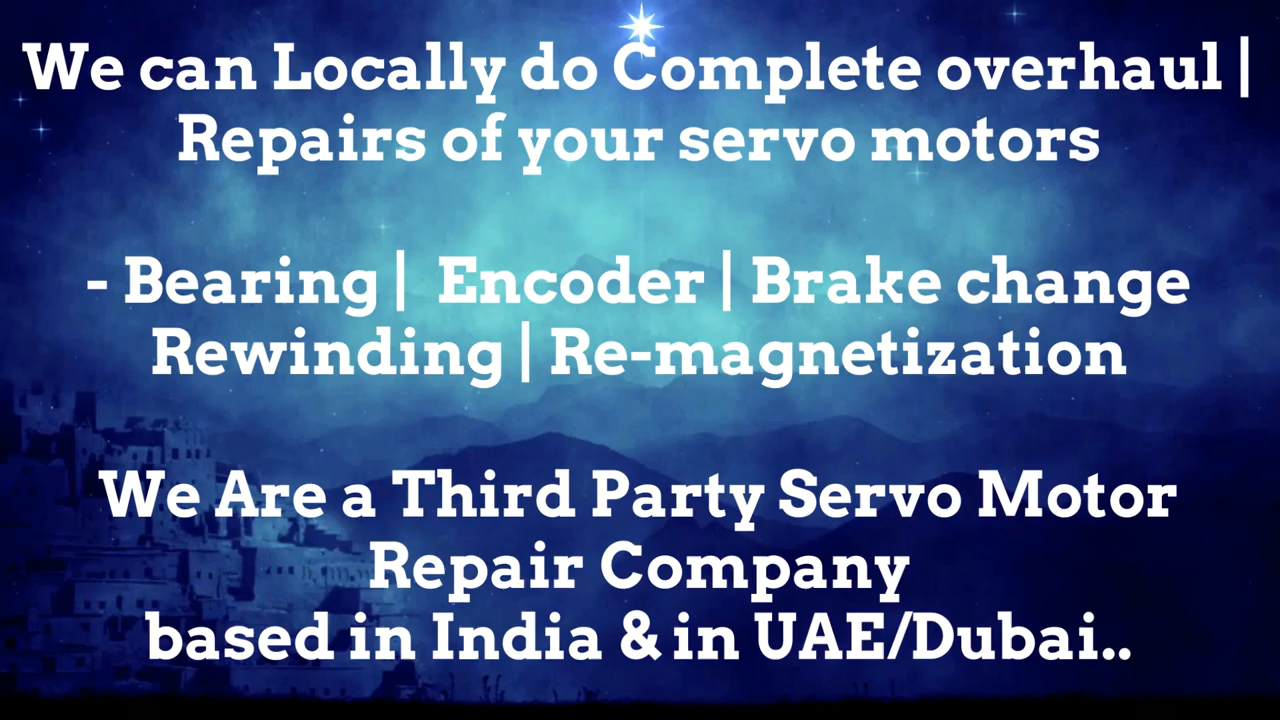 We can Locally do Complete overhaul |
Repairs of your servo motors
- Bearing | Encoder | Brake change
Rewinding | Re-magnetization
We Are a Third Party Servo Motor
Repair Company
based in India & in UAE/Dubai..